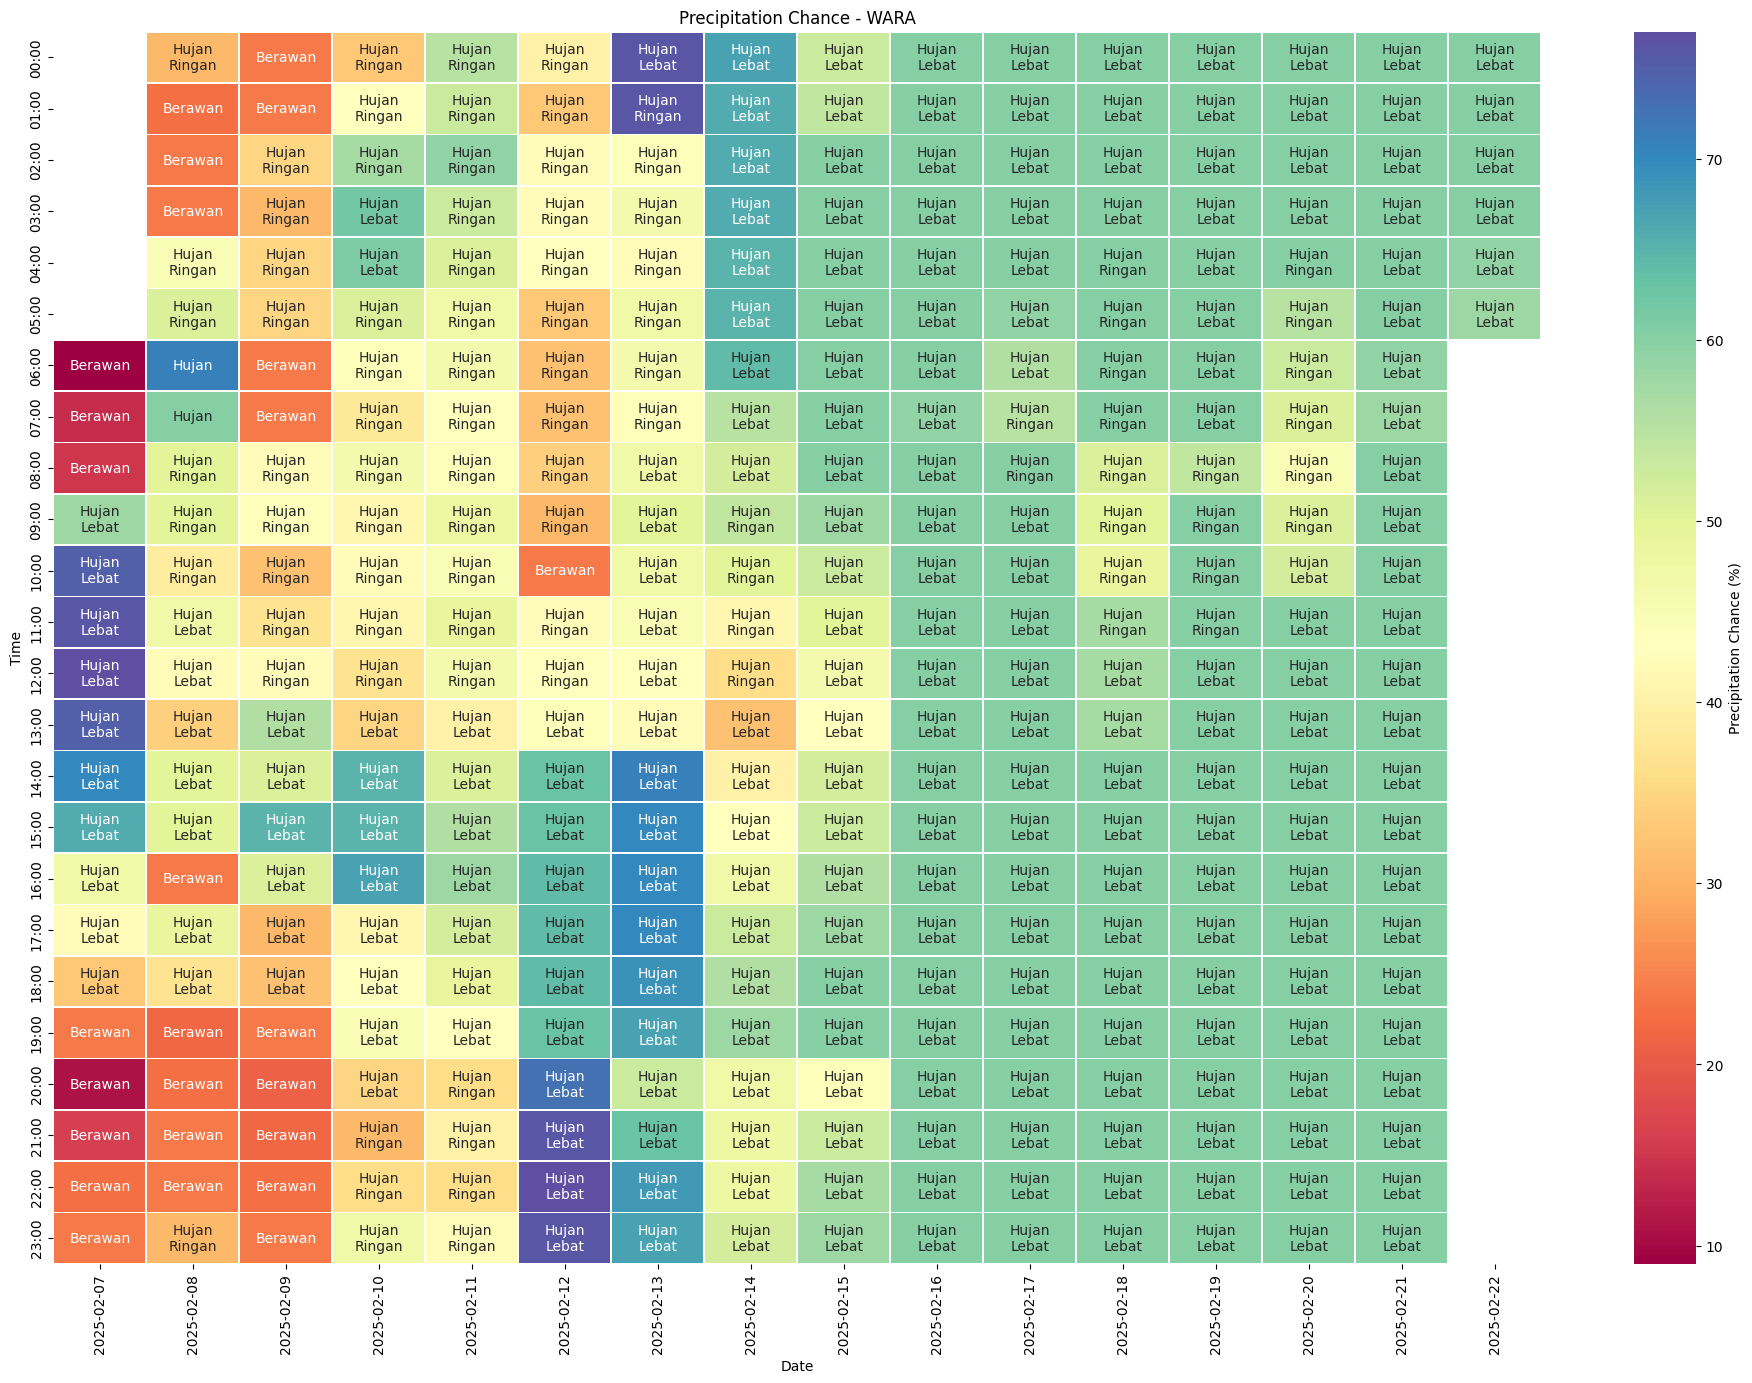 Precipitation Chance - WARA
00:00 Hujan Ringan Berawan Hujan Ringan Hujan Ringan Hujan Ringan Hujan Lebat Hujan Lebat Hujan Lebat Hujan Lebat Hujan Lebat Hujan Lebat Hujan Lebat Hujan Lebat Hujan Lebat Hujan Lebat
01:00 Berawan Berawan Hujan Ringan Hujan Ringan Hujan Ringan Hujan Ringan Hujan Lebat Hujan Lebat Hujan Lebat Hujan Lebat Hujan Lebat Hujan Lebat Hujan Lebat Hujan Lebat Hujan Lebat
02:00 Berawan Hujan Ringan Hujan Ringan Hujan Ringan Hujan Ringan Hujan Ringan Hujan Lebat Hujan Lebat Hujan Lebat Hujan Lebat Hujan Lebat Hujan Lebat Hujan Lebat Hujan Lebat Hujan Lebat
03:00 Berawan Hujan Ringan Hujan Lebat Hujan Ringan Hujan Ringan Hujan Ringan Hujan Lebat Hujan Lebat Hujan Lebat Hujan Lebat Hujan Lebat Hujan Lebat Hujan Lebat Hujan Lebat Hujan Lebat
04:00 Hujan Ringan Hujan Ringan Hujan Lebat Hujan Ringan Hujan Ringan Hujan Ringan Hujan Lebat Hujan Lebat Hujan Lebat Hujan Lebat Hujan Ringan Hujan Lebat Hujan Ringan Hujan Lebat Hujan Lebat
05:00 Hujan Ringan Hujan Ringan Hujan Ringan Hujan Ringan Hujan Ringan Hujan Ringan Hujan Lebat Hujan Lebat Hujan Lebat Hujan Lebat Hujan Ringan Hujan Lebat Hujan Ringan Hujan Lebat Hujan Lebat
06:00 Berawan Hujan Berawan Hujan Ringan Hujan Ringan Hujan Ringan Hujan Ringan Hujan Lebat Hujan Lebat Hujan Lebat Hujan Lebat Hujan Ringan Hujan Lebat Hujan Ringan Hujan Lebat
07:00 Berawan Hujan Berawan Hujan Ringan Hujan Ringan Hujan Ringan Hujan Ringan Hujan Lebat Hujan Lebat Hujan Lebat Hujan Ringan Hujan Ringan Hujan Lebat Hujan Ringan Hujan Lebat
08:00 Berawan Hujan Ringan Hujan Ringan Hujan Ringan Hujan Ringan Hujan Ringan Hujan Lebat Hujan Lebat Hujan Lebat Hujan Lebat Hujan Ringan Hujan Ringan Hujan Ringan Hujan Ringan Hujan Lebat
09:00 Hujan Lebat Hujan Ringan Hujan Ringan Hujan Ringan Hujan Ringan Hujan Ringan Hujan Lebat Hujan Ringan Hujan Lebat Hujan Lebat Hujan Lebat Hujan Ringan Hujan Ringan Hujan Ringan Hujan Lebat
10:00 Hujan Lebat Hujan Ringan Hujan Ringan Hujan Ringan Hujan Ringan Berawan Hujan Lebat Hujan Ringan Hujan Lebat Hujan Lebat Hujan Lebat Hujan Ringan Hujan Ringan Hujan Lebat Hujan Lebat
11:00 Hujan Lebat Hujan Lebat Hujan Ringan Hujan Ringan Hujan Ringan Hujan Ringan Hujan Lebat Hujan Ringan Hujan Lebat Hujan Lebat Hujan Lebat Hujan Ringan Hujan Ringan Hujan Lebat Hujan Lebat
12:00 Hujan Lebat Hujan Lebat Hujan Ringan Hujan Ringan Hujan Ringan Hujan Ringan Hujan Lebat Hujan Ringan Hujan Lebat Hujan Lebat Hujan Lebat Hujan Lebat Hujan Lebat Hujan Lebat Hujan Lebat
13:00 Hujan Lebat Hujan Lebat Hujan Lebat Hujan Lebat Hujan Lebat Hujan Lebat Hujan Lebat Hujan Lebat Hujan Lebat Hujan Lebat Hujan Lebat Hujan Lebat Hujan Lebat Hujan Lebat Hujan Lebat
14:00 Hujan Lebat Hujan Lebat Hujan Lebat Hujan Lebat Hujan Lebat Hujan Lebat Hujan Lebat Hujan Lebat Hujan Lebat Hujan Lebat Hujan Lebat Hujan Lebat Hujan Lebat Hujan Lebat Hujan Lebat
15:00 Hujan Lebat Hujan Lebat Hujan Lebat Hujan Lebat Hujan Lebat Hujan Lebat Hujan Lebat Hujan Lebat Hujan Lebat Hujan Lebat Hujan Lebat Hujan Lebat Hujan Lebat Hujan Lebat Hujan Lebat
16:00 Hujan Lebat Berawan Hujan Lebat Hujan Lebat Hujan Lebat Hujan Lebat Hujan Lebat Hujan Lebat Hujan Lebat Hujan Lebat Hujan Lebat Hujan Lebat Hujan Lebat Hujan Lebat Hujan Lebat
17:00 Hujan Lebat Hujan Lebat Hujan Lebat Hujan Lebat Hujan Lebat Hujan Lebat Hujan Lebat Hujan Lebat Hujan Lebat Hujan Lebat Hujan Lebat Hujan Lebat Hujan Lebat Hujan Lebat Hujan Lebat
18:00 Hujan Lebat Hujan Lebat Hujan Lebat Hujan Lebat Hujan Lebat Hujan Lebat Hujan Lebat Hujan Lebat Hujan Lebat Hujan Lebat Hujan Lebat Hujan Lebat Hujan Lebat Hujan Lebat Hujan Lebat
19:00 Berawan Berawan Berawan Hujan Lebat Hujan Lebat Hujan Lebat Hujan Lebat Hujan Lebat Hujan Lebat Hujan Lebat Hujan Lebat Hujan Lebat Hujan Lebat Hujan Lebat Hujan Lebat
20:00 Berawan Berawan Berawan Hujan Lebat Hujan Ringan Hujan Lebat Hujan Lebat Hujan Lebat Hujan Lebat Hujan Lebat Hujan Lebat Hujan Lebat Hujan Lebat Hujan Lebat Hujan Lebat
21:00 Berawan Berawan Berawan Hujan Ringan Hujan Ringan Hujan Lebat Hujan Lebat Hujan Lebat Hujan Lebat Hujan Lebat Hujan Lebat Hujan Lebat Hujan Lebat Hujan Lebat Hujan Lebat
22:00 Berawan Berawan Berawan Hujan Ringan Hujan Ringan Hujan Lebat Hujan Lebat Hujan Lebat Hujan Lebat Hujan Lebat Hujan Lebat Hujan Lebat Hujan Lebat Hujan Lebat Hujan Lebat
23:00 Berawan Hujan Ringan Berawan Hujan Ringan Hujan Ringan Hujan Lebat Hujan Lebat Hujan Lebat Hujan Lebat Hujan Lebat Hujan Lebat Hujan Lebat Hujan Lebat Hujan Lebat Hujan Lebat
Time
2025-02-07 2025-02-08 2025-02-09 2025-02-10 2025-02-11 2025-02-12 2025-02-13 2025-02-14 2025-02-15 2025-02-16 2025-02-17 2025-02-18 2025-02-19 2025-02-20 2025-02-21 2025-02-22
Date
70
60
50
40
30
20
10
Precipitation Chance (%)